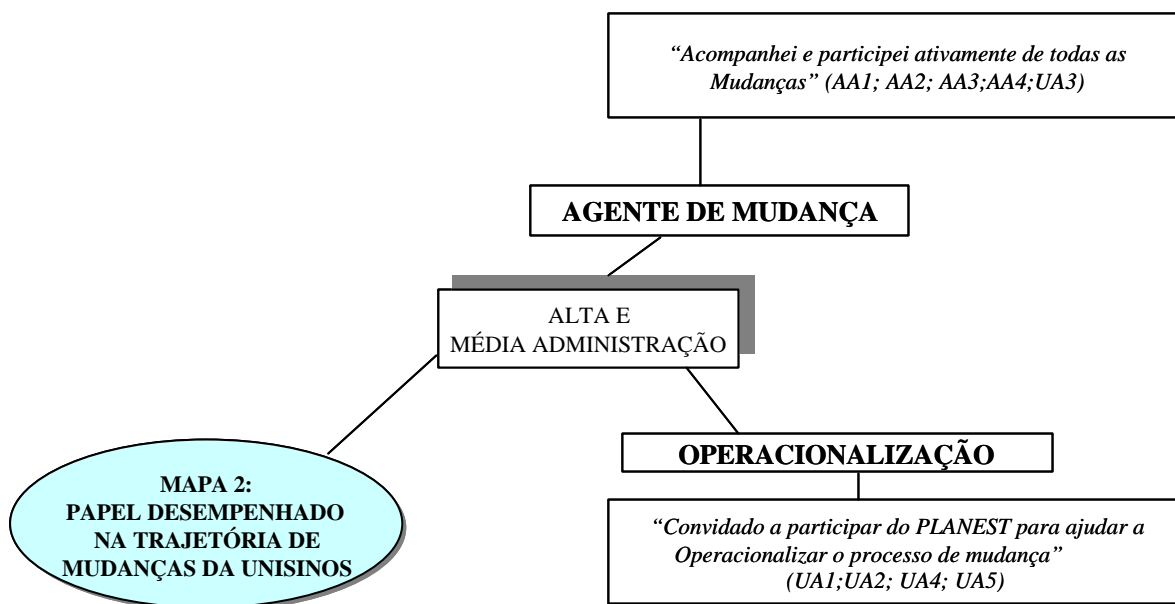 “Acompanhei e participei ativamente de todas as
Mudanças” (AA1; AA2; AA3;AA4;UA3)
AGENTE DE MUDANÇA
ALTA E
MÉDIA ADMINISTRAÇÃO
OPERACIONALIZAÇÃO
MAPA 2:
PAPEL DESEMPENHADO
NA TRAJETÓRIA DE
MUDANÇAS DA UNISINOS
“Convidado a participar do PLANEST para ajudar a
Operacionalizar o processo de mudança”
(UA1;UA2; UA4; UA5)